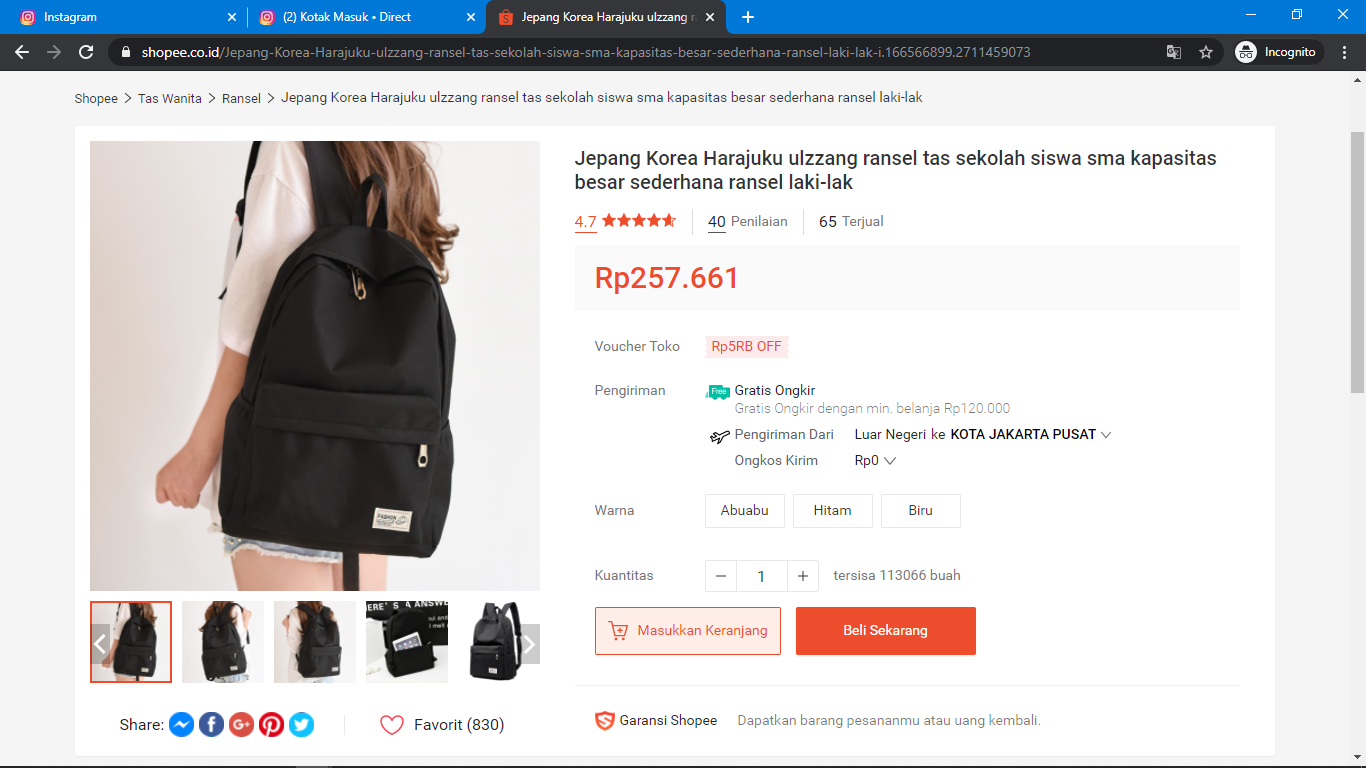 Instagram
(2) Kotak Masuk • Direct
Jepang Korea Harajuku ulzzang r
shopee.co.id/Jepang-Korea-Harajuku-ulzzang-ransel-tas-sekolah-siswa-sma-kapasitas-besar-sederhana-ransel-laki-lak-i.166566899.2711459073
Incognito
Shopee > Tas Wanita > Ransel > Jepang Korea Harajuku ulzzang ransel tas sekolah siswa sma kapasitas besar sederhana ransel laki-lak
Jepang Korea Harajuku ulzzang ransel tas sekolah siswa sma kapasitas
besar sederhana ransel laki-lak
4.7
40 Penilaian
65 Terjual
Rp257.661
Voucher Toko
Rp5RB OFF
Pengiriman
Free
Gratis Ongkir
Gratis Ongkir dengan min. belanja Rp120.000
Pengiriman Dari
Luar Negeri ke KOTA JAKARTA PUSAT
Ongkos Kirim
Rp0
Warna
Abuabu
Hitam
Biru
Kuantitas
1
tersisa 113066 buah
Masukkan Keranjang
Beli Sekarang
FASHION
HERE'S A ANSWER
Share:
Favorit (830)
Garansi Shopee
Dapatkan barang pesananmu atau uang kembali.